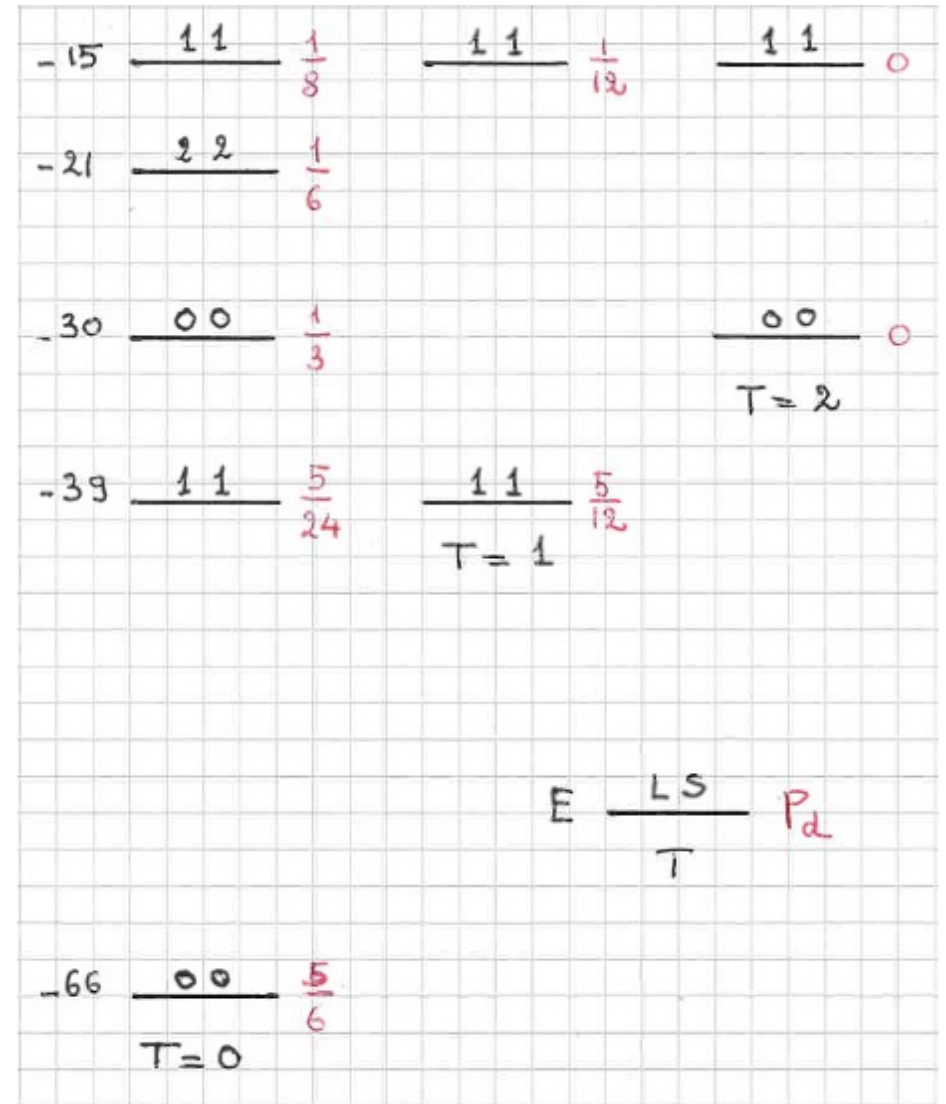 -15 1 1 1/8 1 1 1/12 1 1 0
-21 2 2 1/6
-30 0 0 1/3 0 0 0
T = 2
-39 1 1 5/24 1 1 5/12
T = 1
E L S P_d
T
-66 0 0 5/6
T = 0